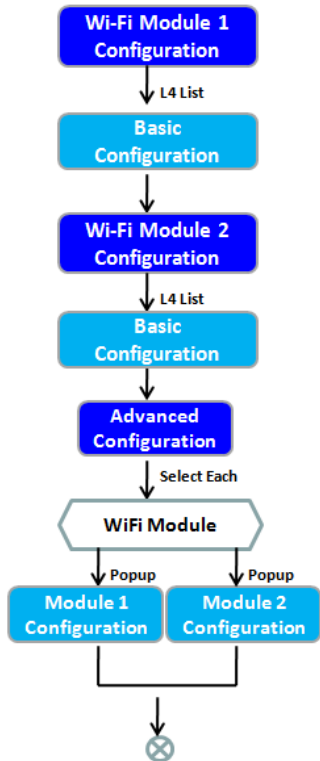 Wi-Fi Module 1
Configuration
L4 List
Basic
Configuration
Wi-Fi Module 2
Configuration
L4 List
Basic
Configuration
Advanced
Configuration
Select Each
WiFi Module
Popup
Popup
Module 1
Configuration
Module 2
Configuration